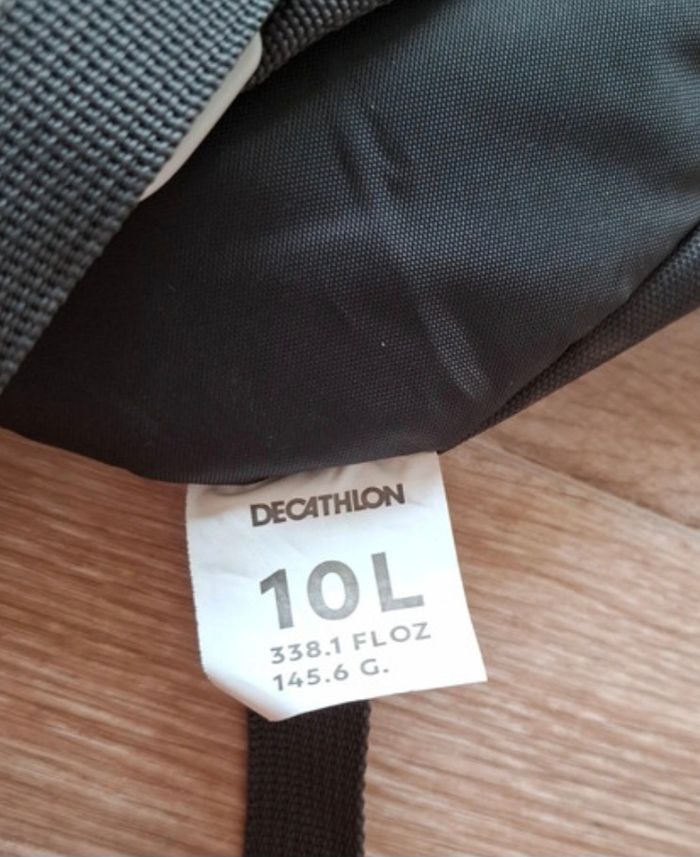 DECATHLON
10L
338.1 FL OZ
145.6 G.